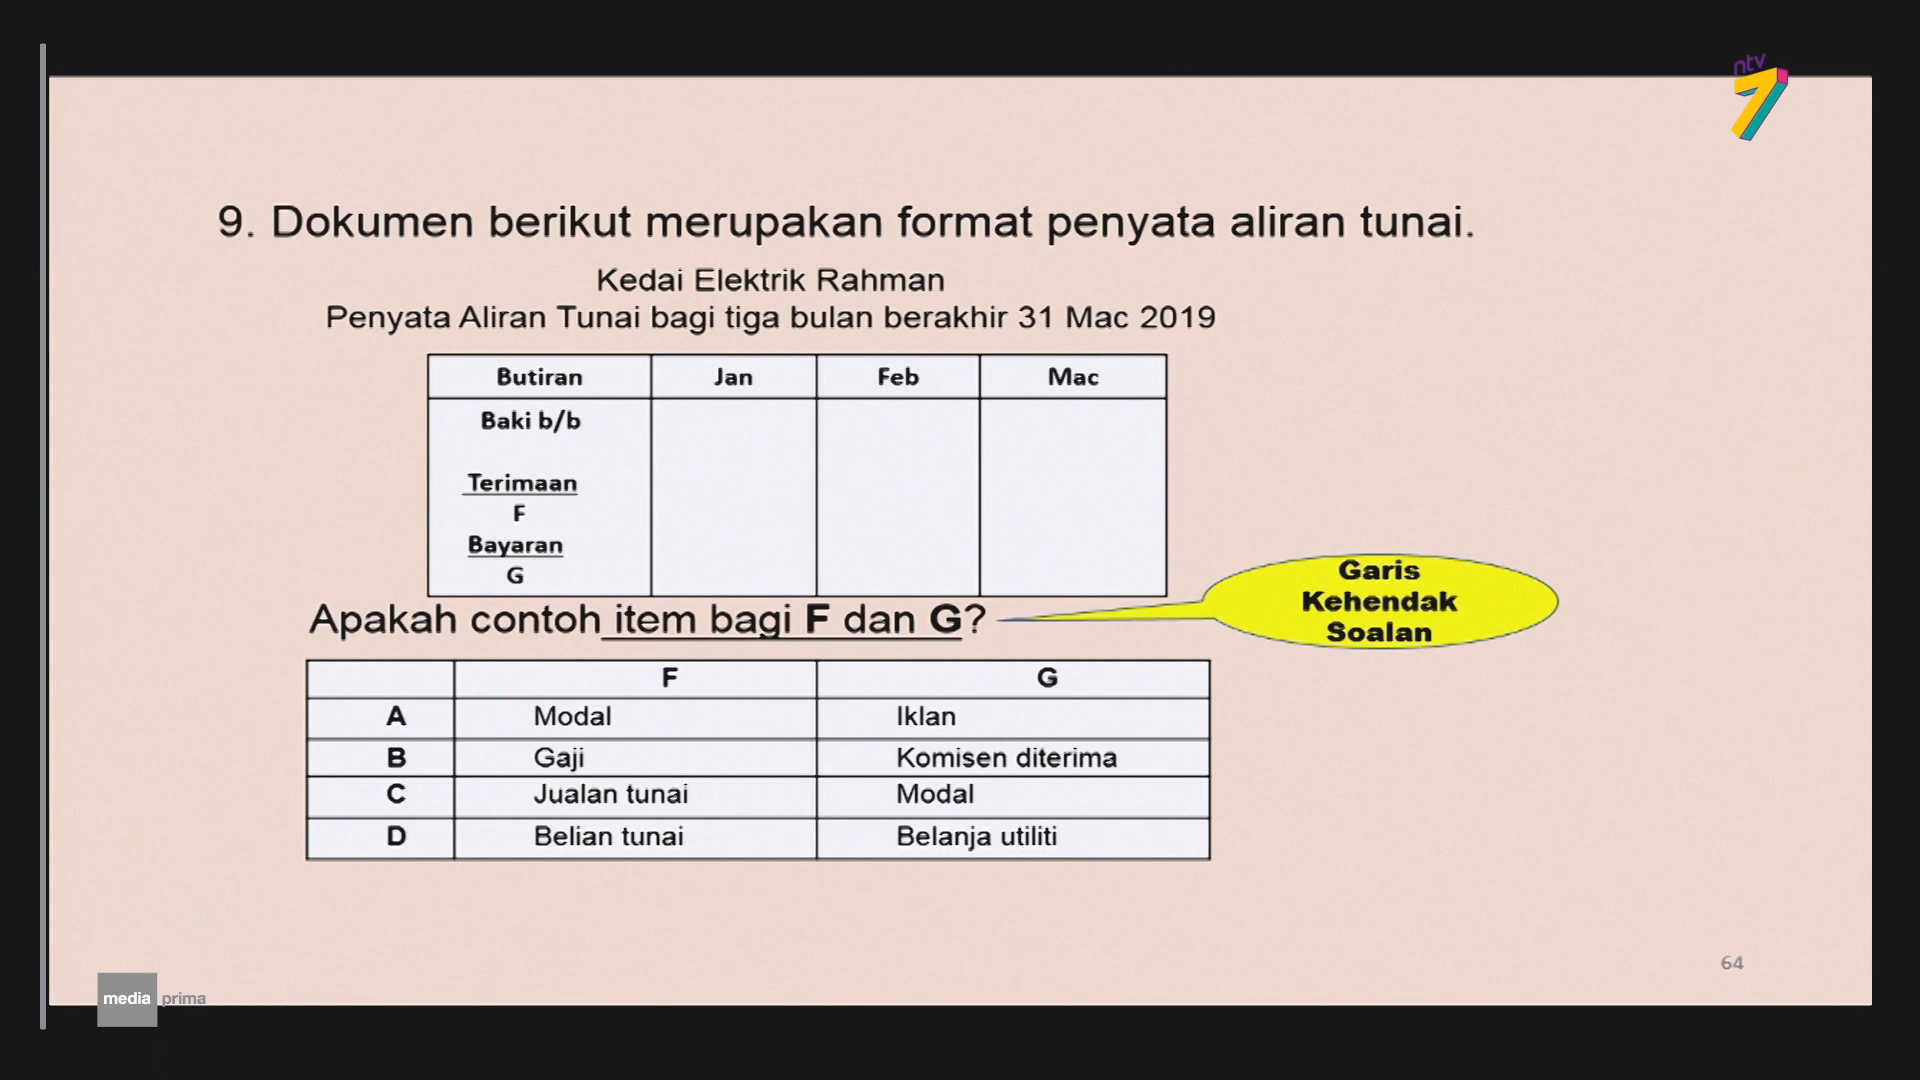 ntv
7
9. Dokumen berikut merupakan format penyata aliran tunai.
Kedai Elektrik Rahman
Penyata Aliran Tunai bagi tiga bulan berakhir 31 Mac 2019
Butiran Jan Feb Mac
Baki b/b
Terimaan
F
Bayaran
G
Apakah contoh item bagi F dan G?
Garis
Kehendak
Soalan
F G
A Modal Iklan
B Gaji Komisen diterima
C Jualan tunai Modal
D Belian tunai Belanja utiliti
64
media prima